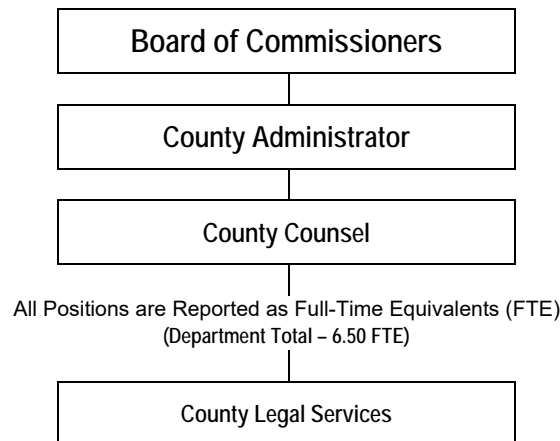 Board of Commissioners
County Administrator
County Counsel
All Positions are Reported as Full-Time Equivalents (FTE)
(Department Total – 6.50 FTE)
County Legal Services